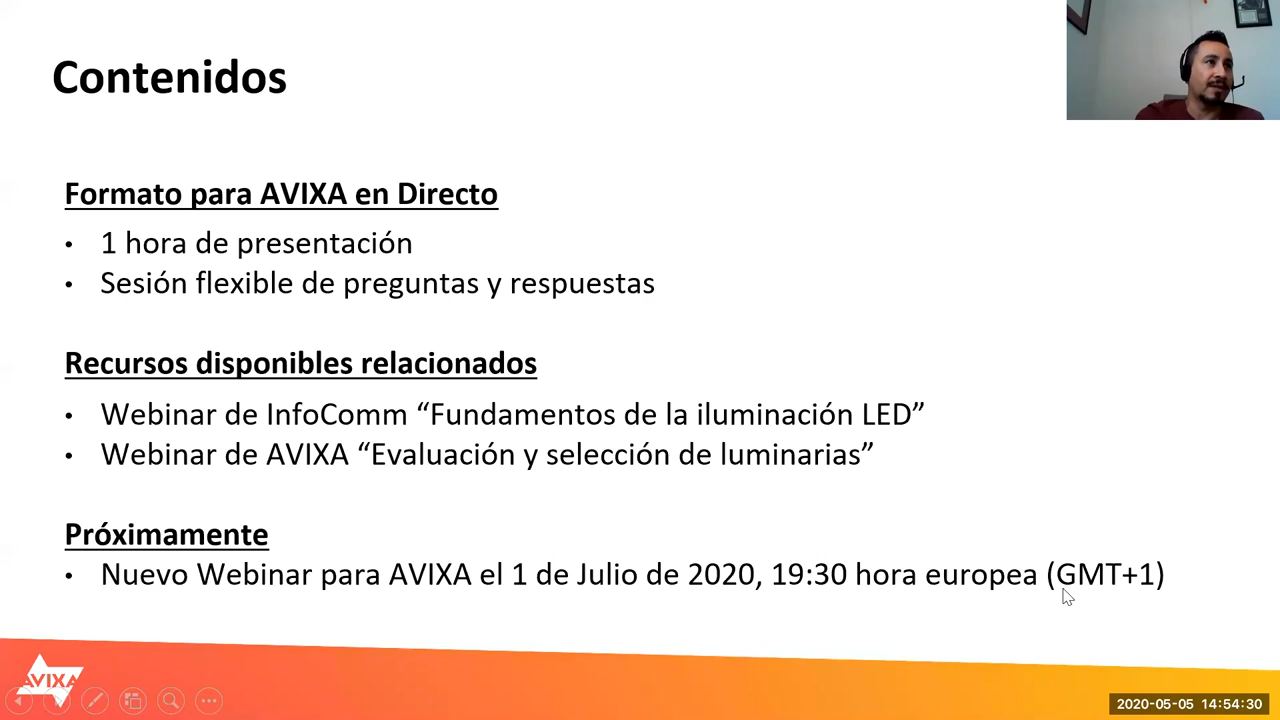 Contenidos
Formato para AVIXA en Directo
• 1 hora de presentación
• Sesión flexible de preguntas y respuestas
Recursos disponibles relacionados
• Webinar de InfoComm “Fundamentos de la iluminación LED”
• Webinar de AVIXA “Evaluación y selección de luminarias”
Próximamente
• Nuevo Webinar para AVIXA el 1 de Julio de 2020, 19:30 hora europea (GMT+1)
AVIXA
2020-05-05 14:54:30